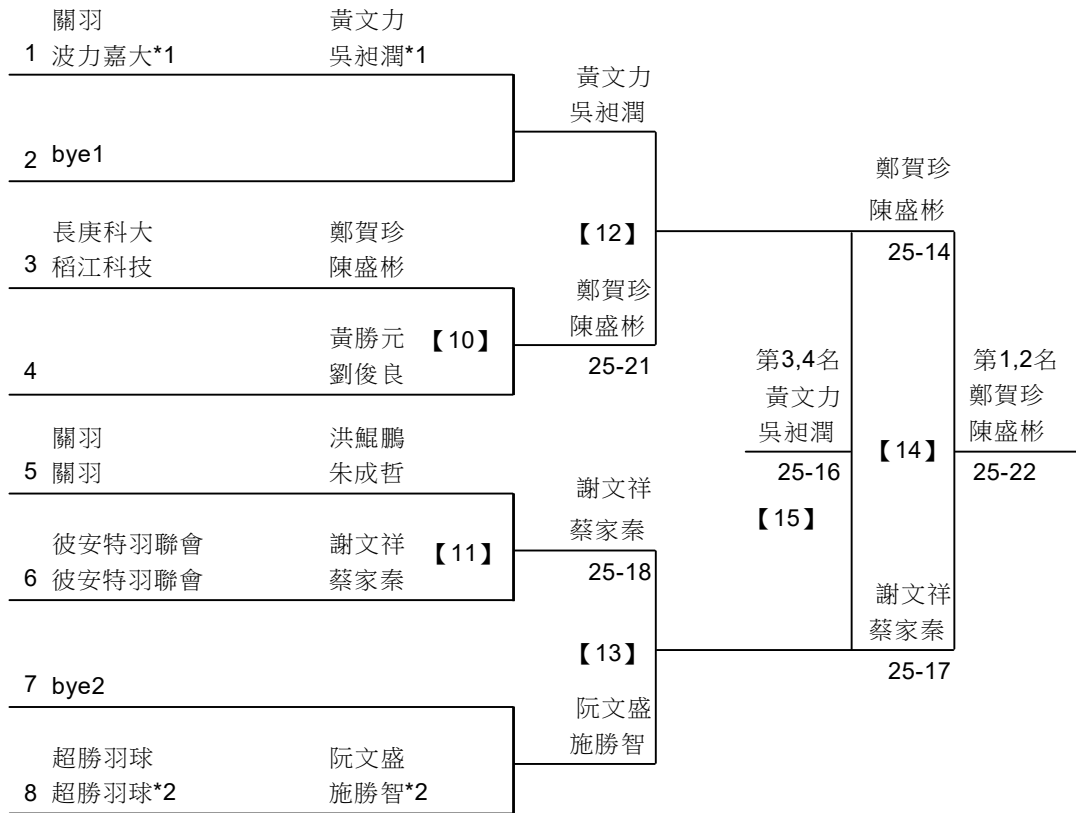 關羽 黃文力
1 波力嘉大*1 吳昶潤*1
黃文力
吳昶潤
2 bye1
鄭賀珍
陳盛彬
25-14
長庚科大 鄭賀珍
3 稻江科技 陳盛彬
【12】
鄭賀珍
陳盛彬
25-21
黃勝元 【10】
4 劉俊良
第3,4名
黃文力
吳昶潤
25-16
【15】
【14】
第1,2名
鄭賀珍
陳盛彬
25-22
關羽 洪鯤鵬
5 關羽 朱成哲
謝文祥
蔡家秦
25-18
彼安特羽聯會 謝文祥 【11】
6 彼安特羽聯會 蔡家秦
謝文祥
蔡家秦
25-17
【13】
7 bye2
阮文盛
施勝智
超勝羽球 阮文盛
8 超勝羽球*2 施勝智*2